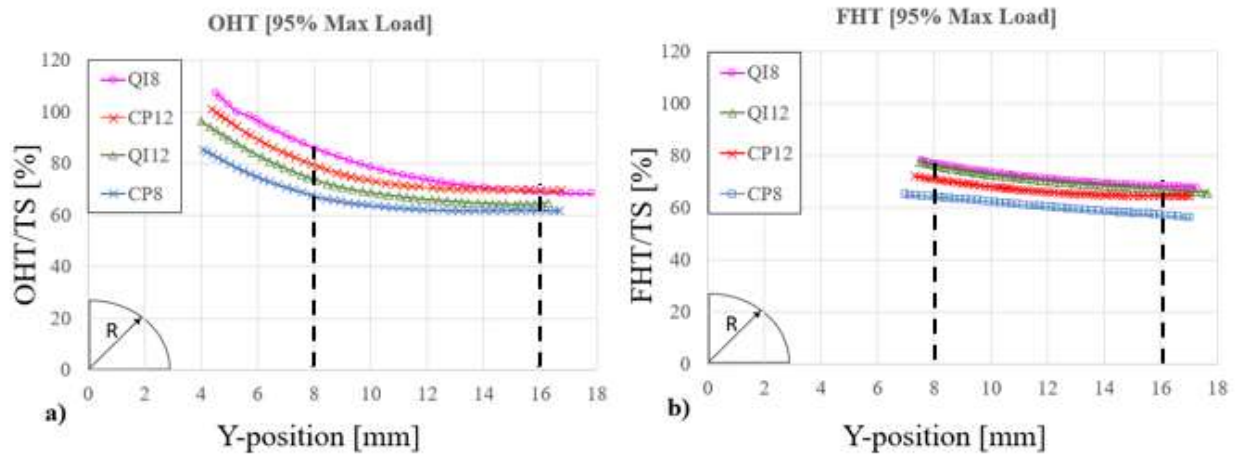 OHT [95% Max Load]
120
100
80
60
40
20
0
QI8
CP12
QI12
CP8
OHT/TS [%]
R
0 2 4 6 8 10 12 14 16 18
a)
Y-position [mm]
FHT [95% Max Load]
120
100
80
60
40
20
0
QI8
QI12
CP12
CP8
FHT/TS [%]
R
0 2 4 6 8 10 12 14 16 18
b)
Y-position [mm]